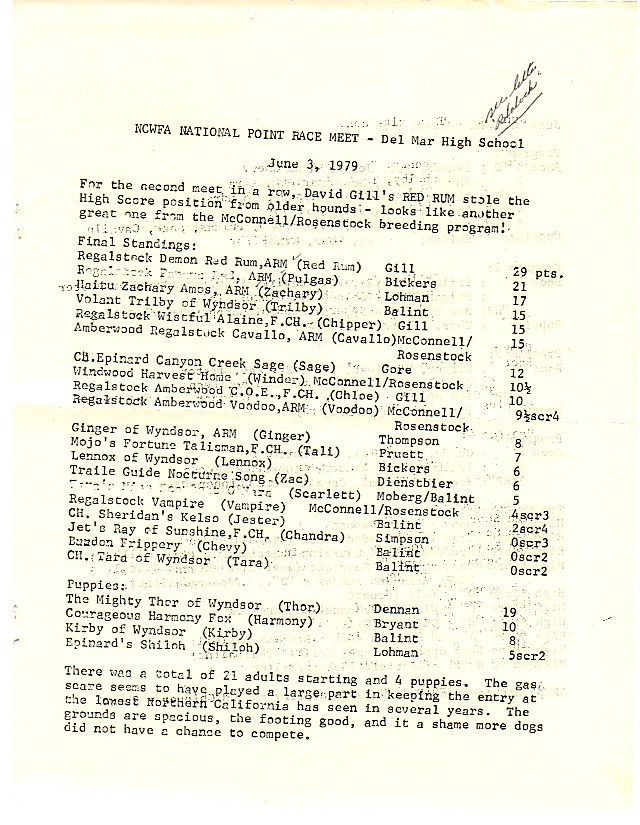 see letter
NCWFA NATIONAL POINT RACE MEET - Del Mar High School
June 3, 1979
For the second meet in a row, David Gill's RED RUM stole the
High Score position from older hounds - looks like another
great one from the McConnell/Rosenstock breeding program!
Final Standings:
Regalstock Demon Red Rum,ARM (Red Rum) Gill 29 pts.
ARM (Pulgas) Bickers 21
Haitu Zachary Amos, ARM (Zachary) Lohman 17
Volant Trilby of Wyndsor (Trilby) Balint 15
Regalstock Wistful Alaine,F.CH. (Chipper) Gill 15
Amberwood Regalstock Cavallo, ARM (Cavallo)McConnell/ 15
Rosenstock
CH.Epinard Canyon Creek Sage (Sage) Gore 12
Windwood Harvest Home (Winder) McConnell/Rosenstock 10½
Regalstock Amberwood C.O.E.,F.CH. (Chloe) Gill 10
Regalstock Amberwood Voodoo,ARM (Voodoo) McConnell/ 9½scr4
Rosenstock
Ginger of Wyndsor, ARM (Ginger) Thompson 8
Mojo's Fortune Talisman,F.CH. (Tali) Pruett 7
Lennox of Wyndsor (Lennox) Bickers 6
Traile Guide Nocturne Song (Zac) Dienstbier 6
(Scarlett) Moberg/Balint 5
Regalstock Vampire (Vampire) McConnell/Rosenstock 4scr3
CH. Sheridan's Kelso (Jester) Balint 2scr4
Jet's Ray of Sunshine,F.CH. (Chandra) Simpson 0scr3
Frippery (Chevy) Balint 0scr2
CH. Tara of Wyndsor (Tara) Balint 0scr2
Puppies:
The Mighty Thor of Wyndsor (Thor) Dennan 19
Courageous Harmony Fox (Harmony) Bryant 10
Kirby of Wyndsor (Kirby) Balint 8
Epinard's Shiloh (Shiloh) Lohman 5scr2
There was a total of 21 adults starting and 4 puppies. The gas
scare seems to have played a large part in keeping the entry at
the lowest Northern California has seen in several years. The
grounds are spacious, the footing good, and it a shame more dogs
did not have a chance to compete.